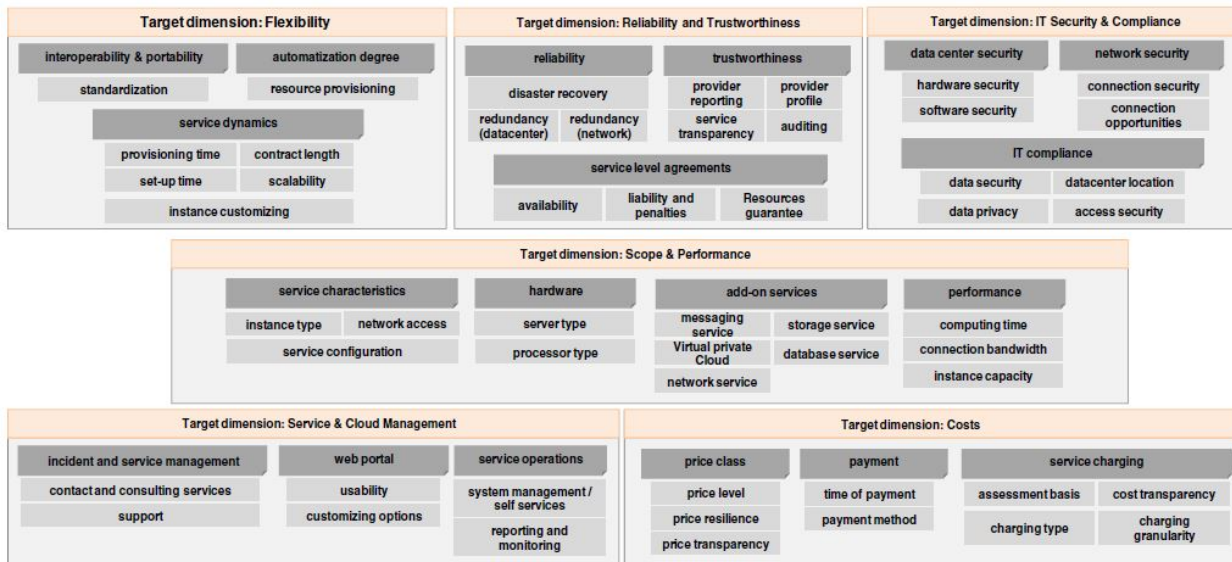 Target dimension: Flexibility
interoperability & portability
automatization degree
standardization
resource provisioning
service dynamics
provisioning time
contract length
set-up time
scalability
instance customizing
Target dimension: Reliability and Trustworthiness
reliability
trustworthiness
disaster recovery
provider
reporting
provider
profile
redundancy
(datacenter)
redundancy
(network)
service
transparency
auditing
service level agreements
availability
liability and
penalties
Resources
guarantee
Target dimension: IT Security & Compliance
data center security
network security
hardware security
connection security
software security
connection
opportunities
IT compliance
data security
datacenter location
data privacy
access security
Target dimension: Scope & Performance
service characteristics
hardware
add-on services
performance
instance type
network access
service configuration
server type
processor type
messaging
service
storage service
Virtual private
Cloud
database service
network service
computing time
connection bandwidth
instance capacity
Target dimension: Service & Cloud Management
incident and service management
web portal
service operations
contact and consulting services
support
usability
customizing options
system management /
self services
reporting and
monitoring
Target dimension: Costs
price class
payment
service charging
price level
price resilience
price transparency
time of payment
payment method
assessment basis
cost transparency
charging type
charging
granularity